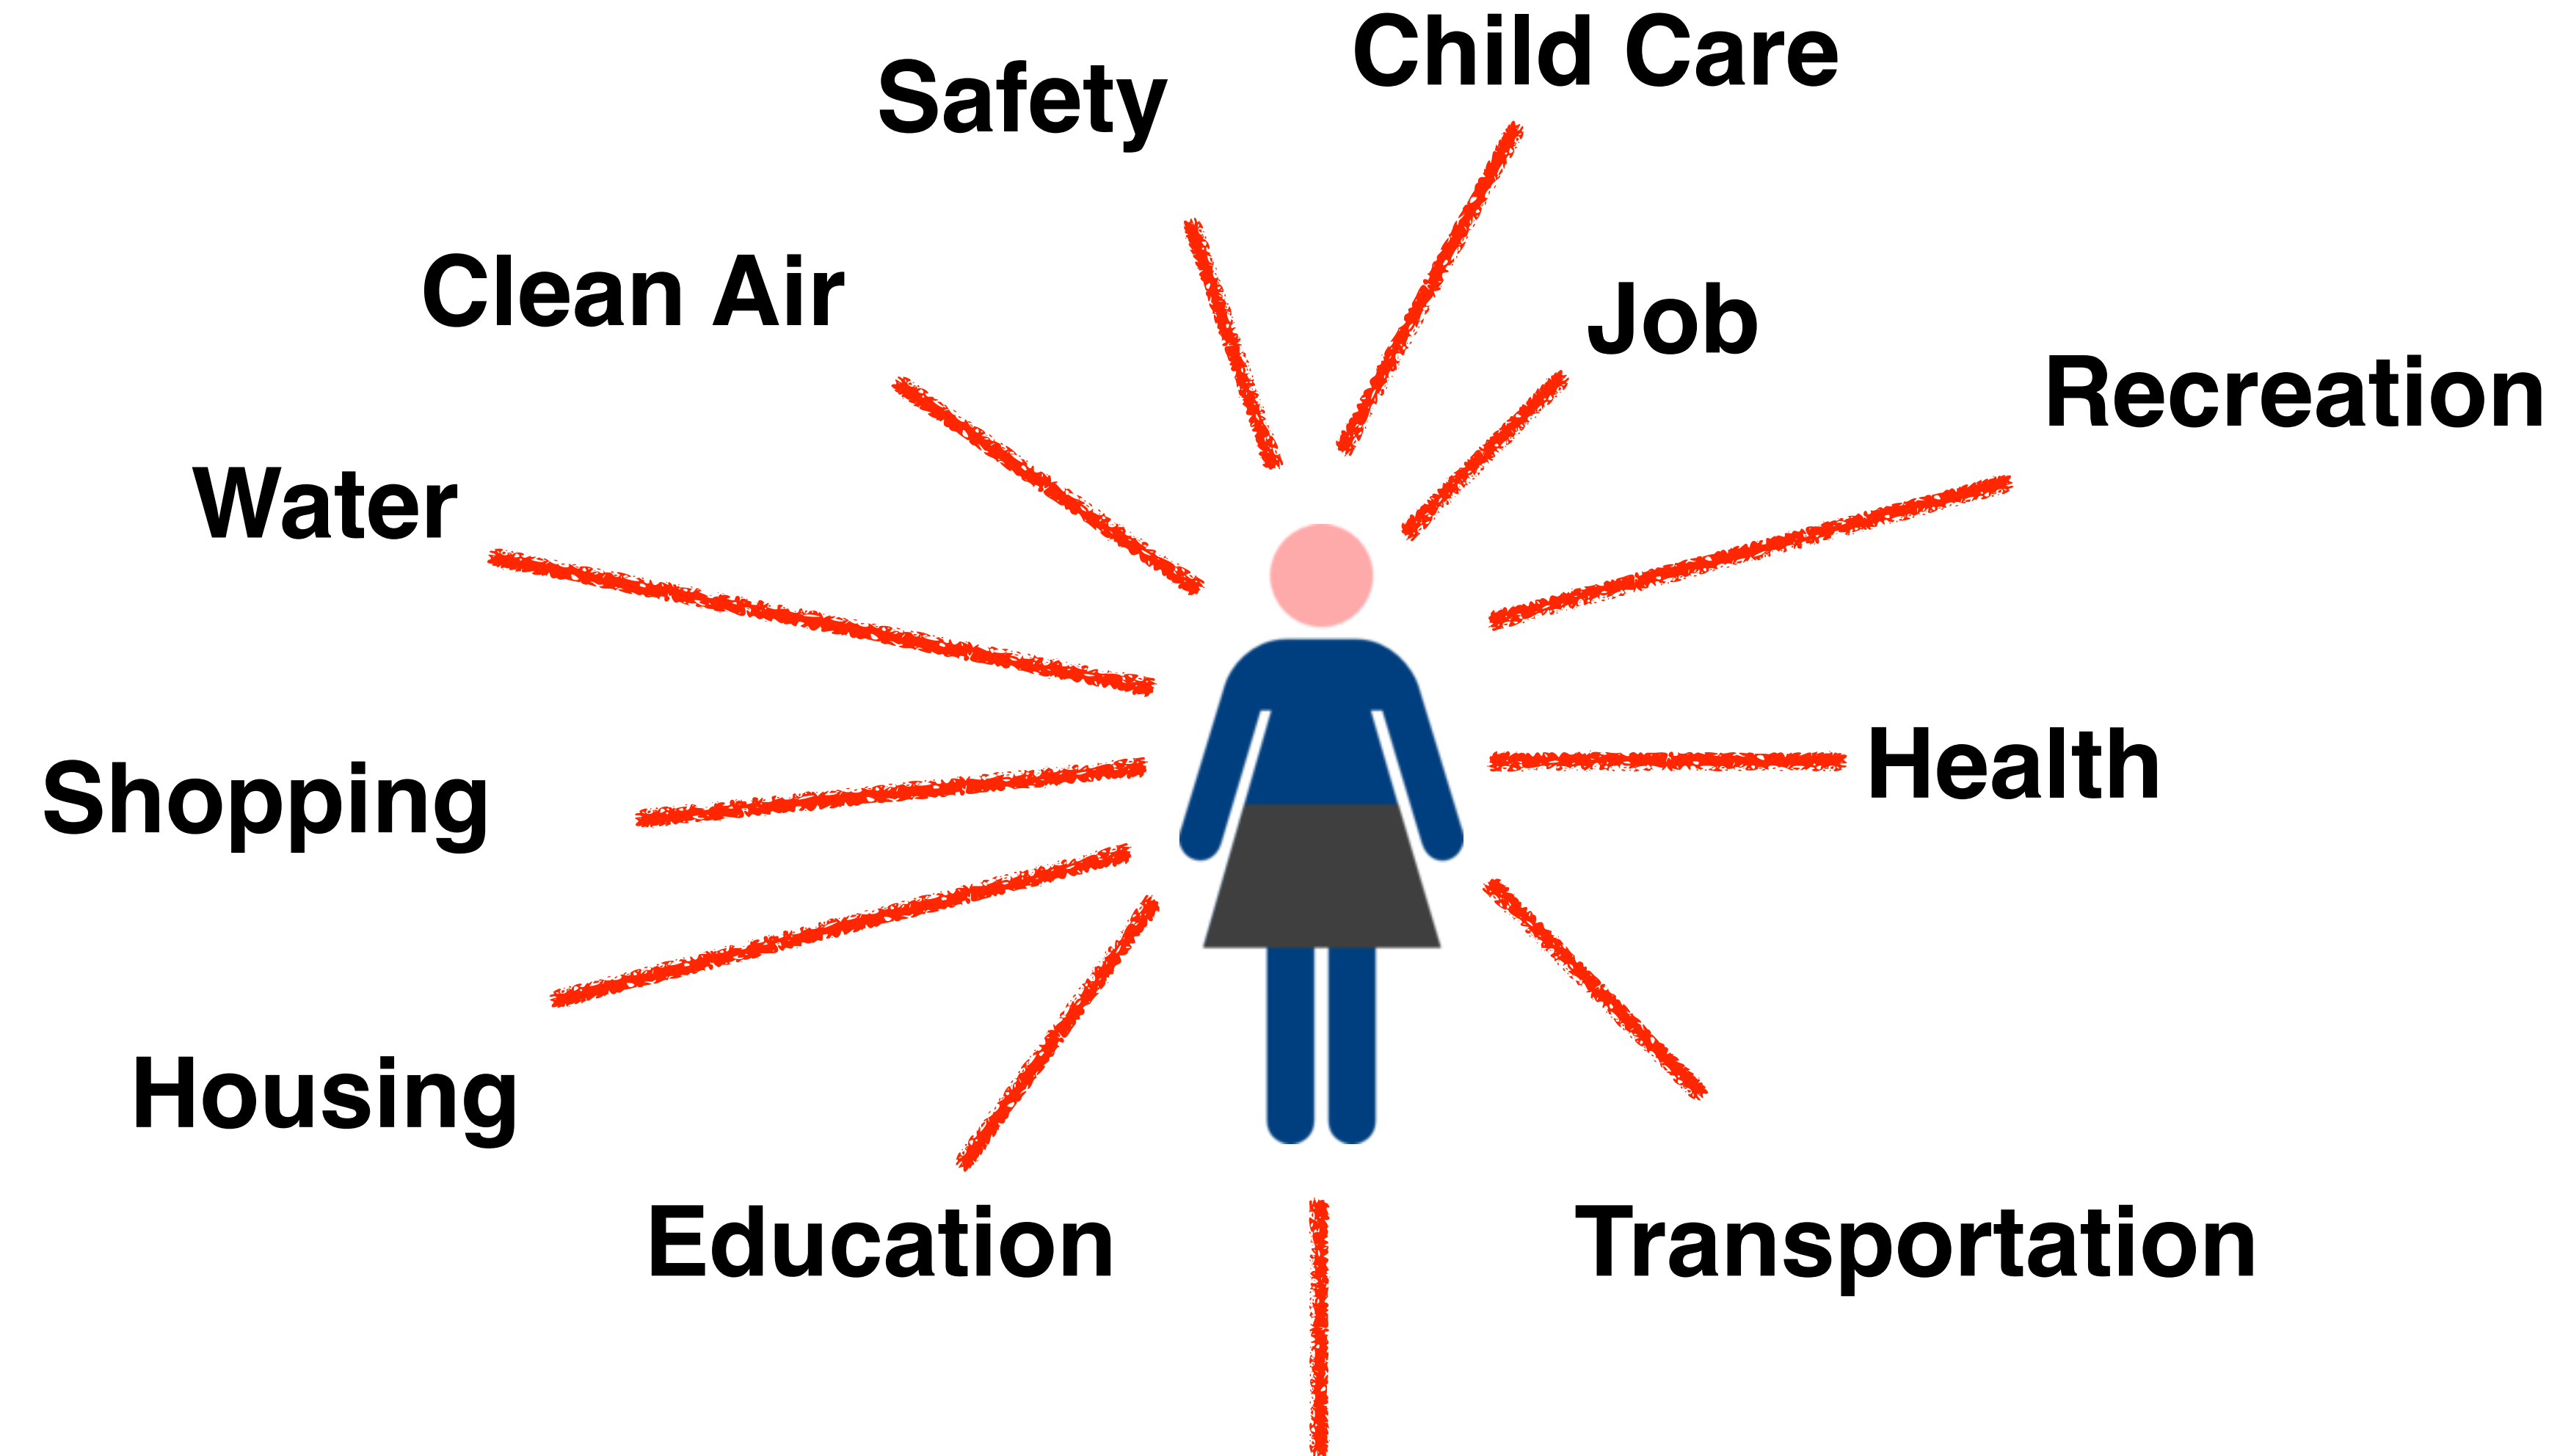 Child Care
Safety
Clean Air
Job
Recreation
Water
Health
Shopping
Housing
Education
Transportation